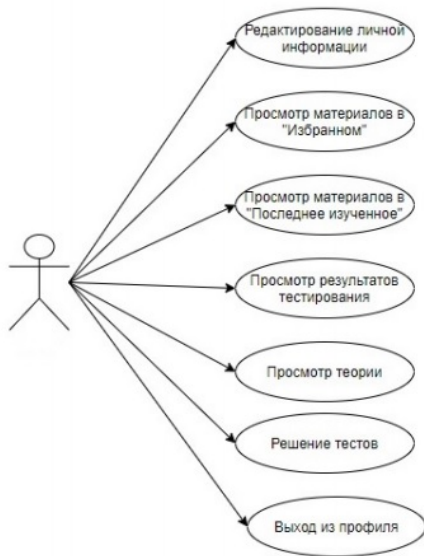 Редактирование личной
информации
Просмотр материалов в
"Избранном"
Просмотр материалов в
"Последнее изученное"
Просмотр результатов
тестирования
Просмотр теории
Решение тестов
Выход из профиля